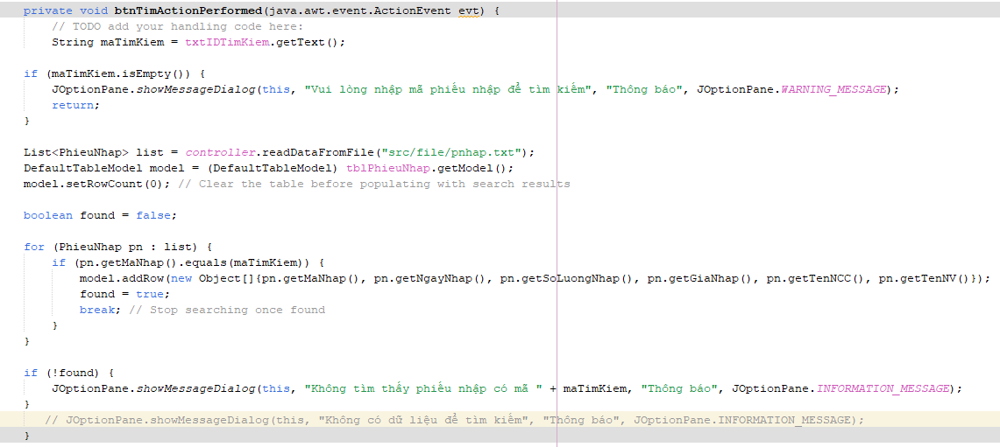 private void btnTimActionPerformed(java.awt.event.ActionEvent evt) {
// TODO add your handling code here:
String maTimKiem = txtIDTimKiem.getText();
if (maTimKiem.isEmpty()) {
JOptionPane.showMessageDialog(this, "Vui lòng nhập mã phiếu nhập để tìm kiếm", "Thông báo", JOptionPane.WARNING_MESSAGE);
return;
}
List<PhieuNhap> list = controller.readDataFromFile("src/file/pnhap.txt");
DefaultTableModel model = (DefaultTableModel) tblPhieuNhap.getModel();
model.setRowCount(0); // Clear the table before populating with search results
boolean found = false;
for (PhieuNhap pn : list) {
if (pn.getMaNhap().equals(maTimKiem)) {
model.addRow(new Object[]{pn.getMaNhap(), pn.getNgayNhap(), pn.getSoLuongNhap(), pn.getGiaNhap(), pn.getTenNCC(), pn.getTenNV()});
found = true;
break; // Stop searching once found
}
}
if (!found) {
JOptionPane.showMessageDialog(this, "Không tìm thấy phiếu nhập có mã " + maTimKiem, "Thông báo", JOptionPane.INFORMATION_MESSAGE);
}
// JOptionPane.showMessageDialog(this, "Không có dữ liệu để tìm kiếm", "Thông báo", JOptionPane.INFORMATION_MESSAGE);
}